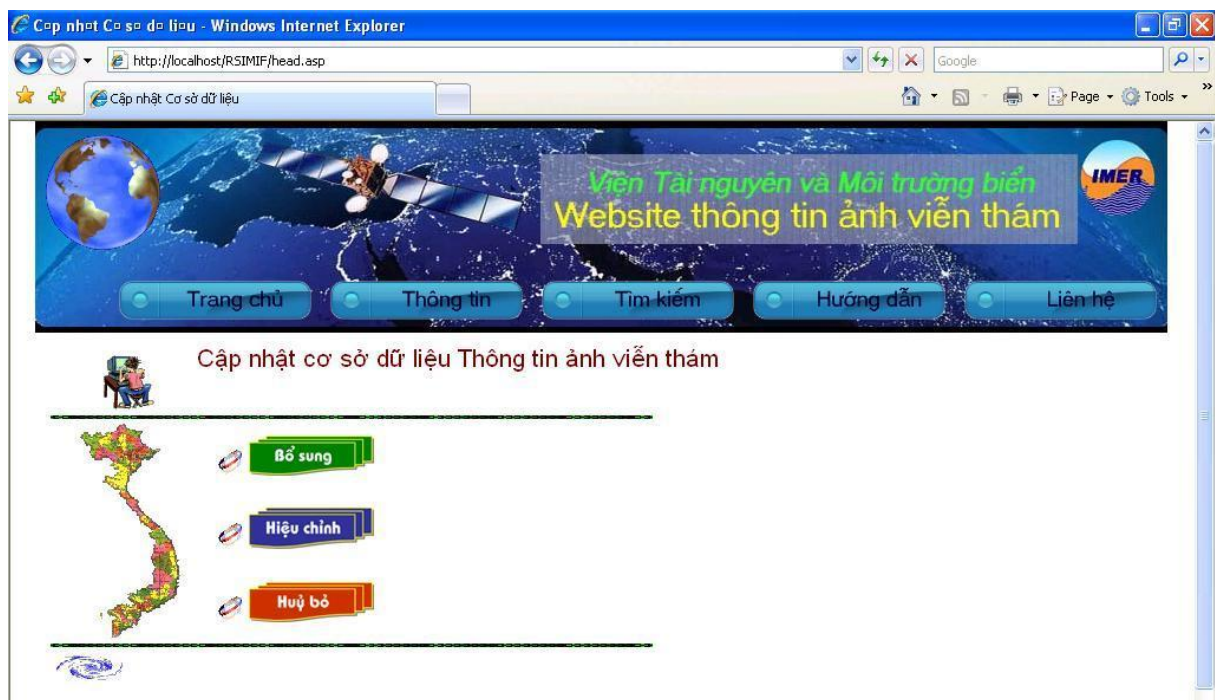 Cập nhật Cơ sở dữ liệu - Windows Internet Explorer
http://localhost/RSIMIF/head.asp
Google
Cập nhật Cơ sở dữ liệu
Page
Tools
Viện Tài nguyên và Môi trường biển
IMER
Website thông tin ảnh viễn thám
Trang chủ
Thông tin
Tìm kiếm
Hướng dẫn
Liên hệ
Cập nhật cơ sở dữ liệu Thông tin ảnh viễn thám
Bổ sung
Hiệu chỉnh
Huỷ bỏ